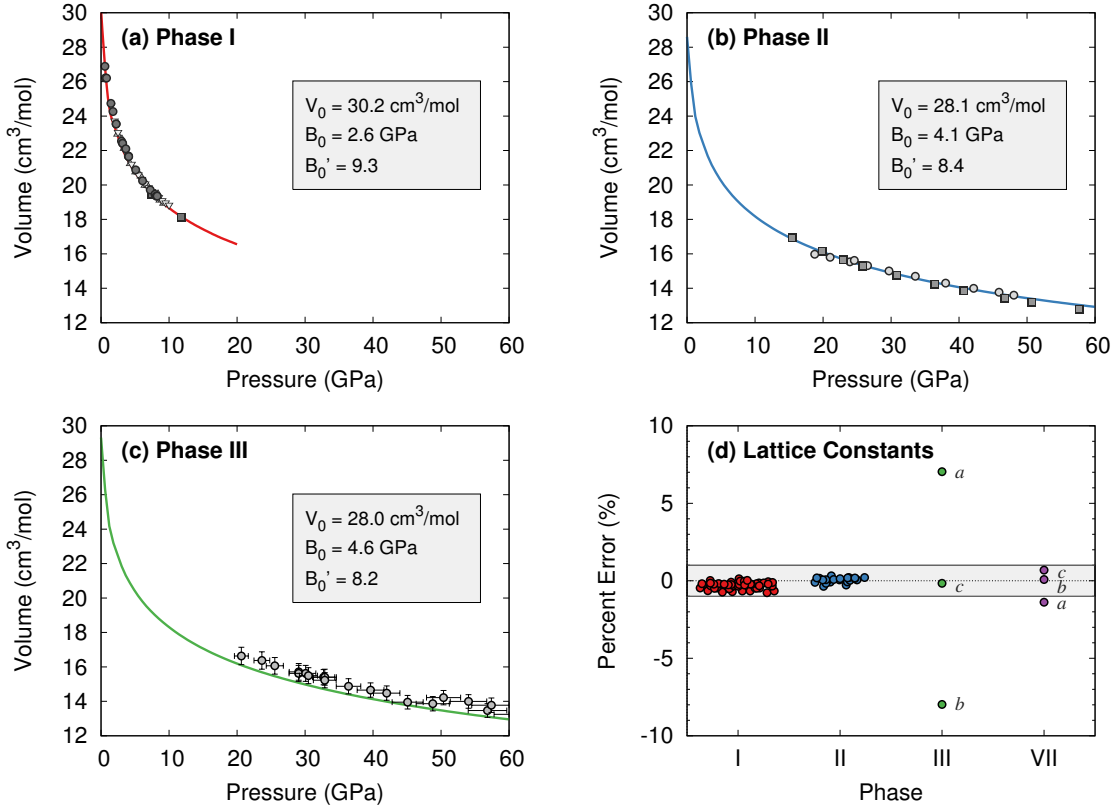 (a) Phase I
V₀ = 30.2 cm³/mol
B₀ = 2.6 GPa
B₀' = 9.3
Volume (cm³/mol)
30
28
26
24
22
20
18
16
14
12
0 10 20 30 40 50 60
Pressure (GPa)
(b) Phase II
V₀ = 28.1 cm³/mol
B₀ = 4.1 GPa
B₀' = 8.4
Volume (cm³/mol)
30
28
26
24
22
20
18
16
14
12
0 10 20 30 40 50 60
Pressure (GPa)
(c) Phase III
V₀ = 28.0 cm³/mol
B₀ = 4.6 GPa
B₀' = 8.2
Volume (cm³/mol)
30
28
26
24
22
20
18
16
14
12
0 10 20 30 40 50 60
Pressure (GPa)
(d) Lattice Constants
Percent Error (%)
10
5
0
-5
-10
a
c
b
c
b
a
I II III VII
Phase